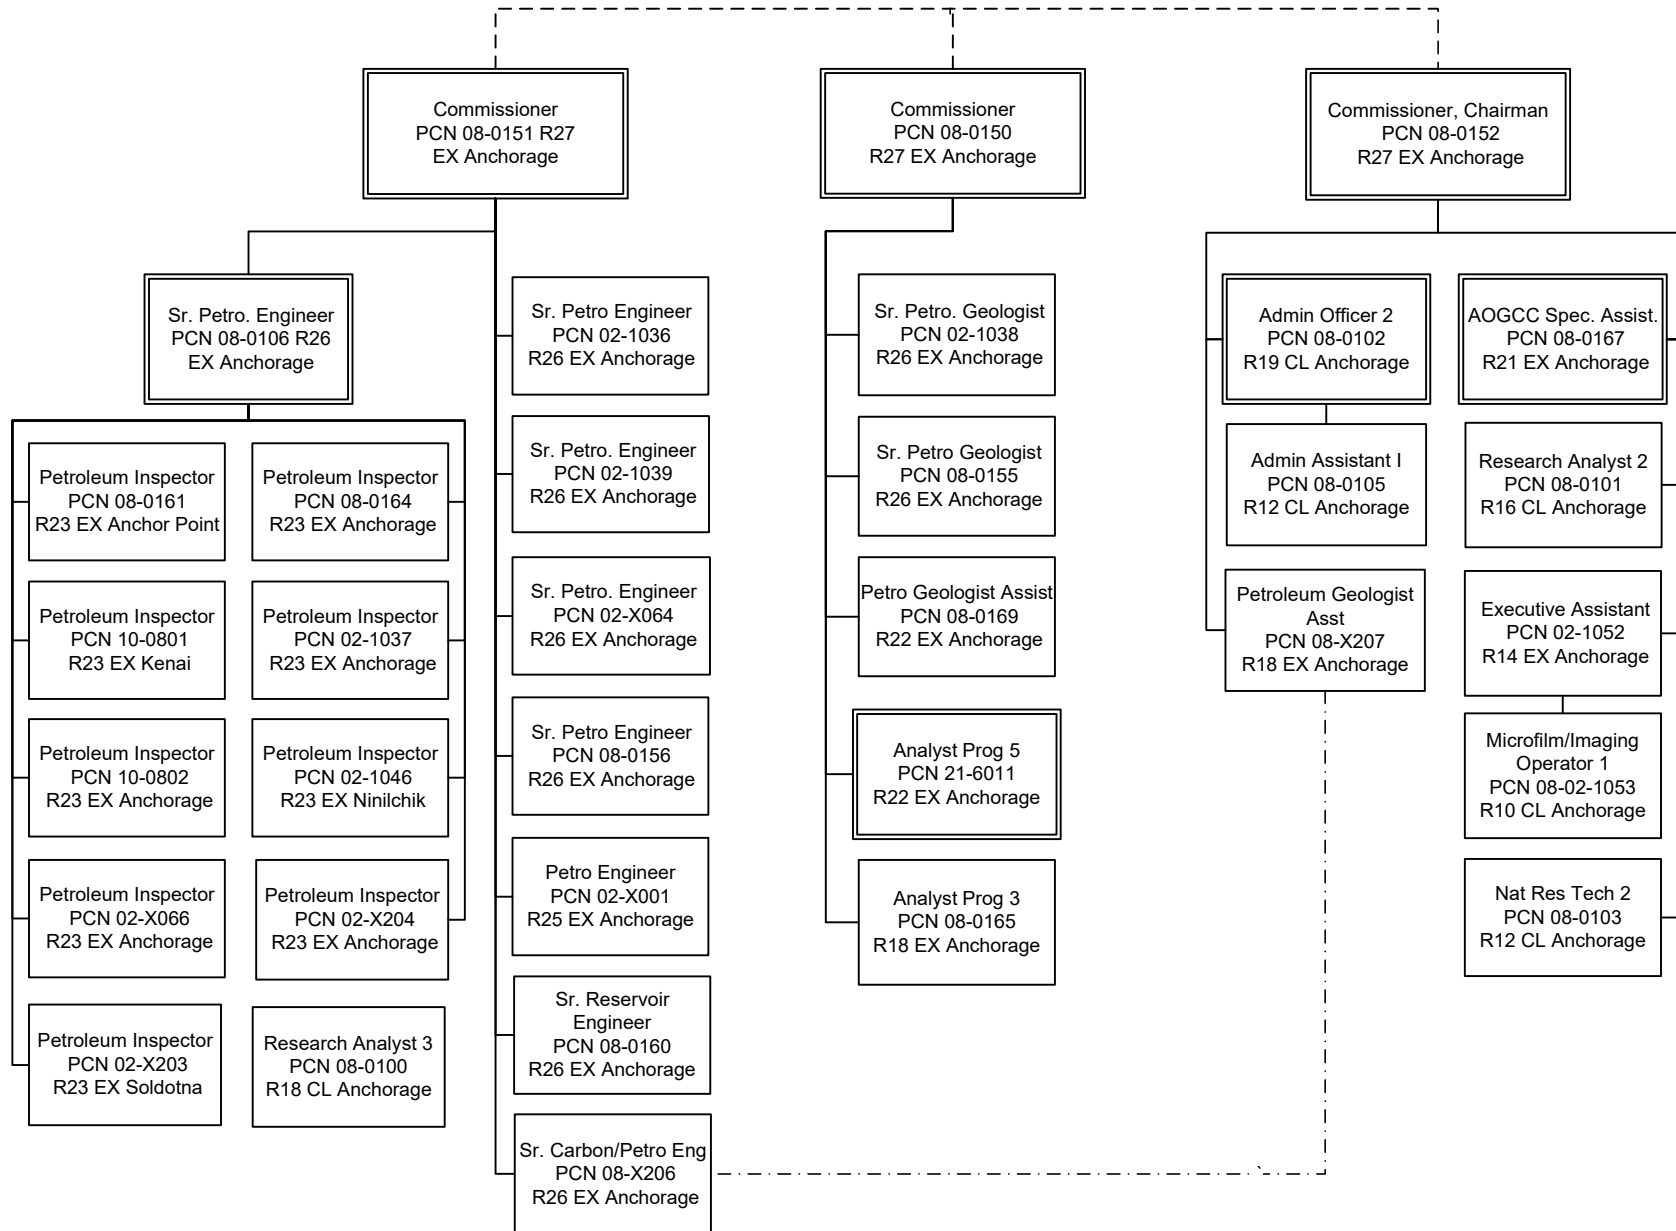 Commissioner
PCN 08-0151 R27
EX Anchorage
Commissioner
PCN 08-0150
R27 EX Anchorage
Commissioner, Chairman
PCN 08-0152
R27 EX Anchorage
Sr. Petro. Engineer
PCN 08-0106 R26
EX Anchorage
Petroleum Inspector
PCN 08-0161
R23 EX Anchor Point
Petroleum Inspector
PCN 08-0164
R23 EX Anchorage
Petroleum Inspector
PCN 10-0801
R23 EX Kenai
Petroleum Inspector
PCN 02-1037
R23 EX Anchorage
Petroleum Inspector
PCN 10-0802
R23 EX Anchorage
Petroleum Inspector
PCN 02-1046
R23 EX Ninilchik
Petroleum Inspector
PCN 02-X066
R23 EX Anchorage
Petroleum Inspector
PCN 02-X204
R23 EX Anchorage
Petroleum Inspector
PCN 02-X203
R23 EX Soldotna
Research Analyst 3
PCN 08-0100
R18 CL Anchorage
Sr. Petro Engineer
PCN 02-1036
R26 EX Anchorage
Sr. Petro. Engineer
PCN 02-1039
R26 EX Anchorage
Sr. Petro. Engineer
PCN 02-X064
R26 EX Anchorage
Sr. Petro Engineer
PCN 08-0156
R26 EX Anchorage
Petro Engineer
PCN 02-X001
R25 EX Anchorage
Sr. Reservoir
Engineer
PCN 08-0160
R26 EX Anchorage
Sr. Carbon/Petro Eng
PCN 08-X206
R26 EX Anchorage
Sr. Petro. Geologist
PCN 02-1038
R26 EX Anchorage
Sr. Petro Geologist
PCN 08-0155
R26 EX Anchorage
Petro Geologist Assist
PCN 08-0169
R22 EX Anchorage
Analyst Prog 5
PCN 21-6011
R22 EX Anchorage
Analyst Prog 3
PCN 08-0165
R18 EX Anchorage
Admin Officer 2
PCN 08-0102
R19 CL Anchorage
Admin Assistant I
PCN 08-0105
R12 CL Anchorage
Petroleum Geologist
Asst
PCN 08-X207
R18 EX Anchorage
AOGCC Spec. Assist.
PCN 08-0167
R21 EX Anchorage
Research Analyst 2
PCN 08-0101
R16 CL Anchorage
Executive Assistant
PCN 02-1052
R14 EX Anchorage
Microfilm/Imaging
Operator 1
PCN 08-02-1053
R10 CL Anchorage
Nat Res Tech 2
PCN 08-0103
R12 CL Anchorage